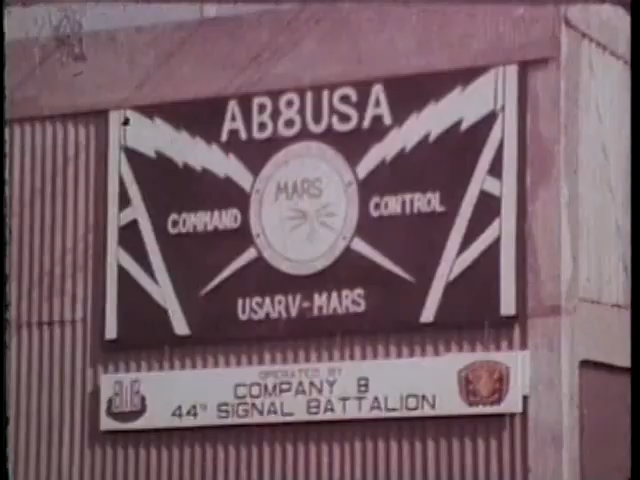 AB8USA
MARS
COMMAND
CONTROL
USARV-MARS
OPERATED BY
COMPANY B
44TH SIGNAL BATTALION